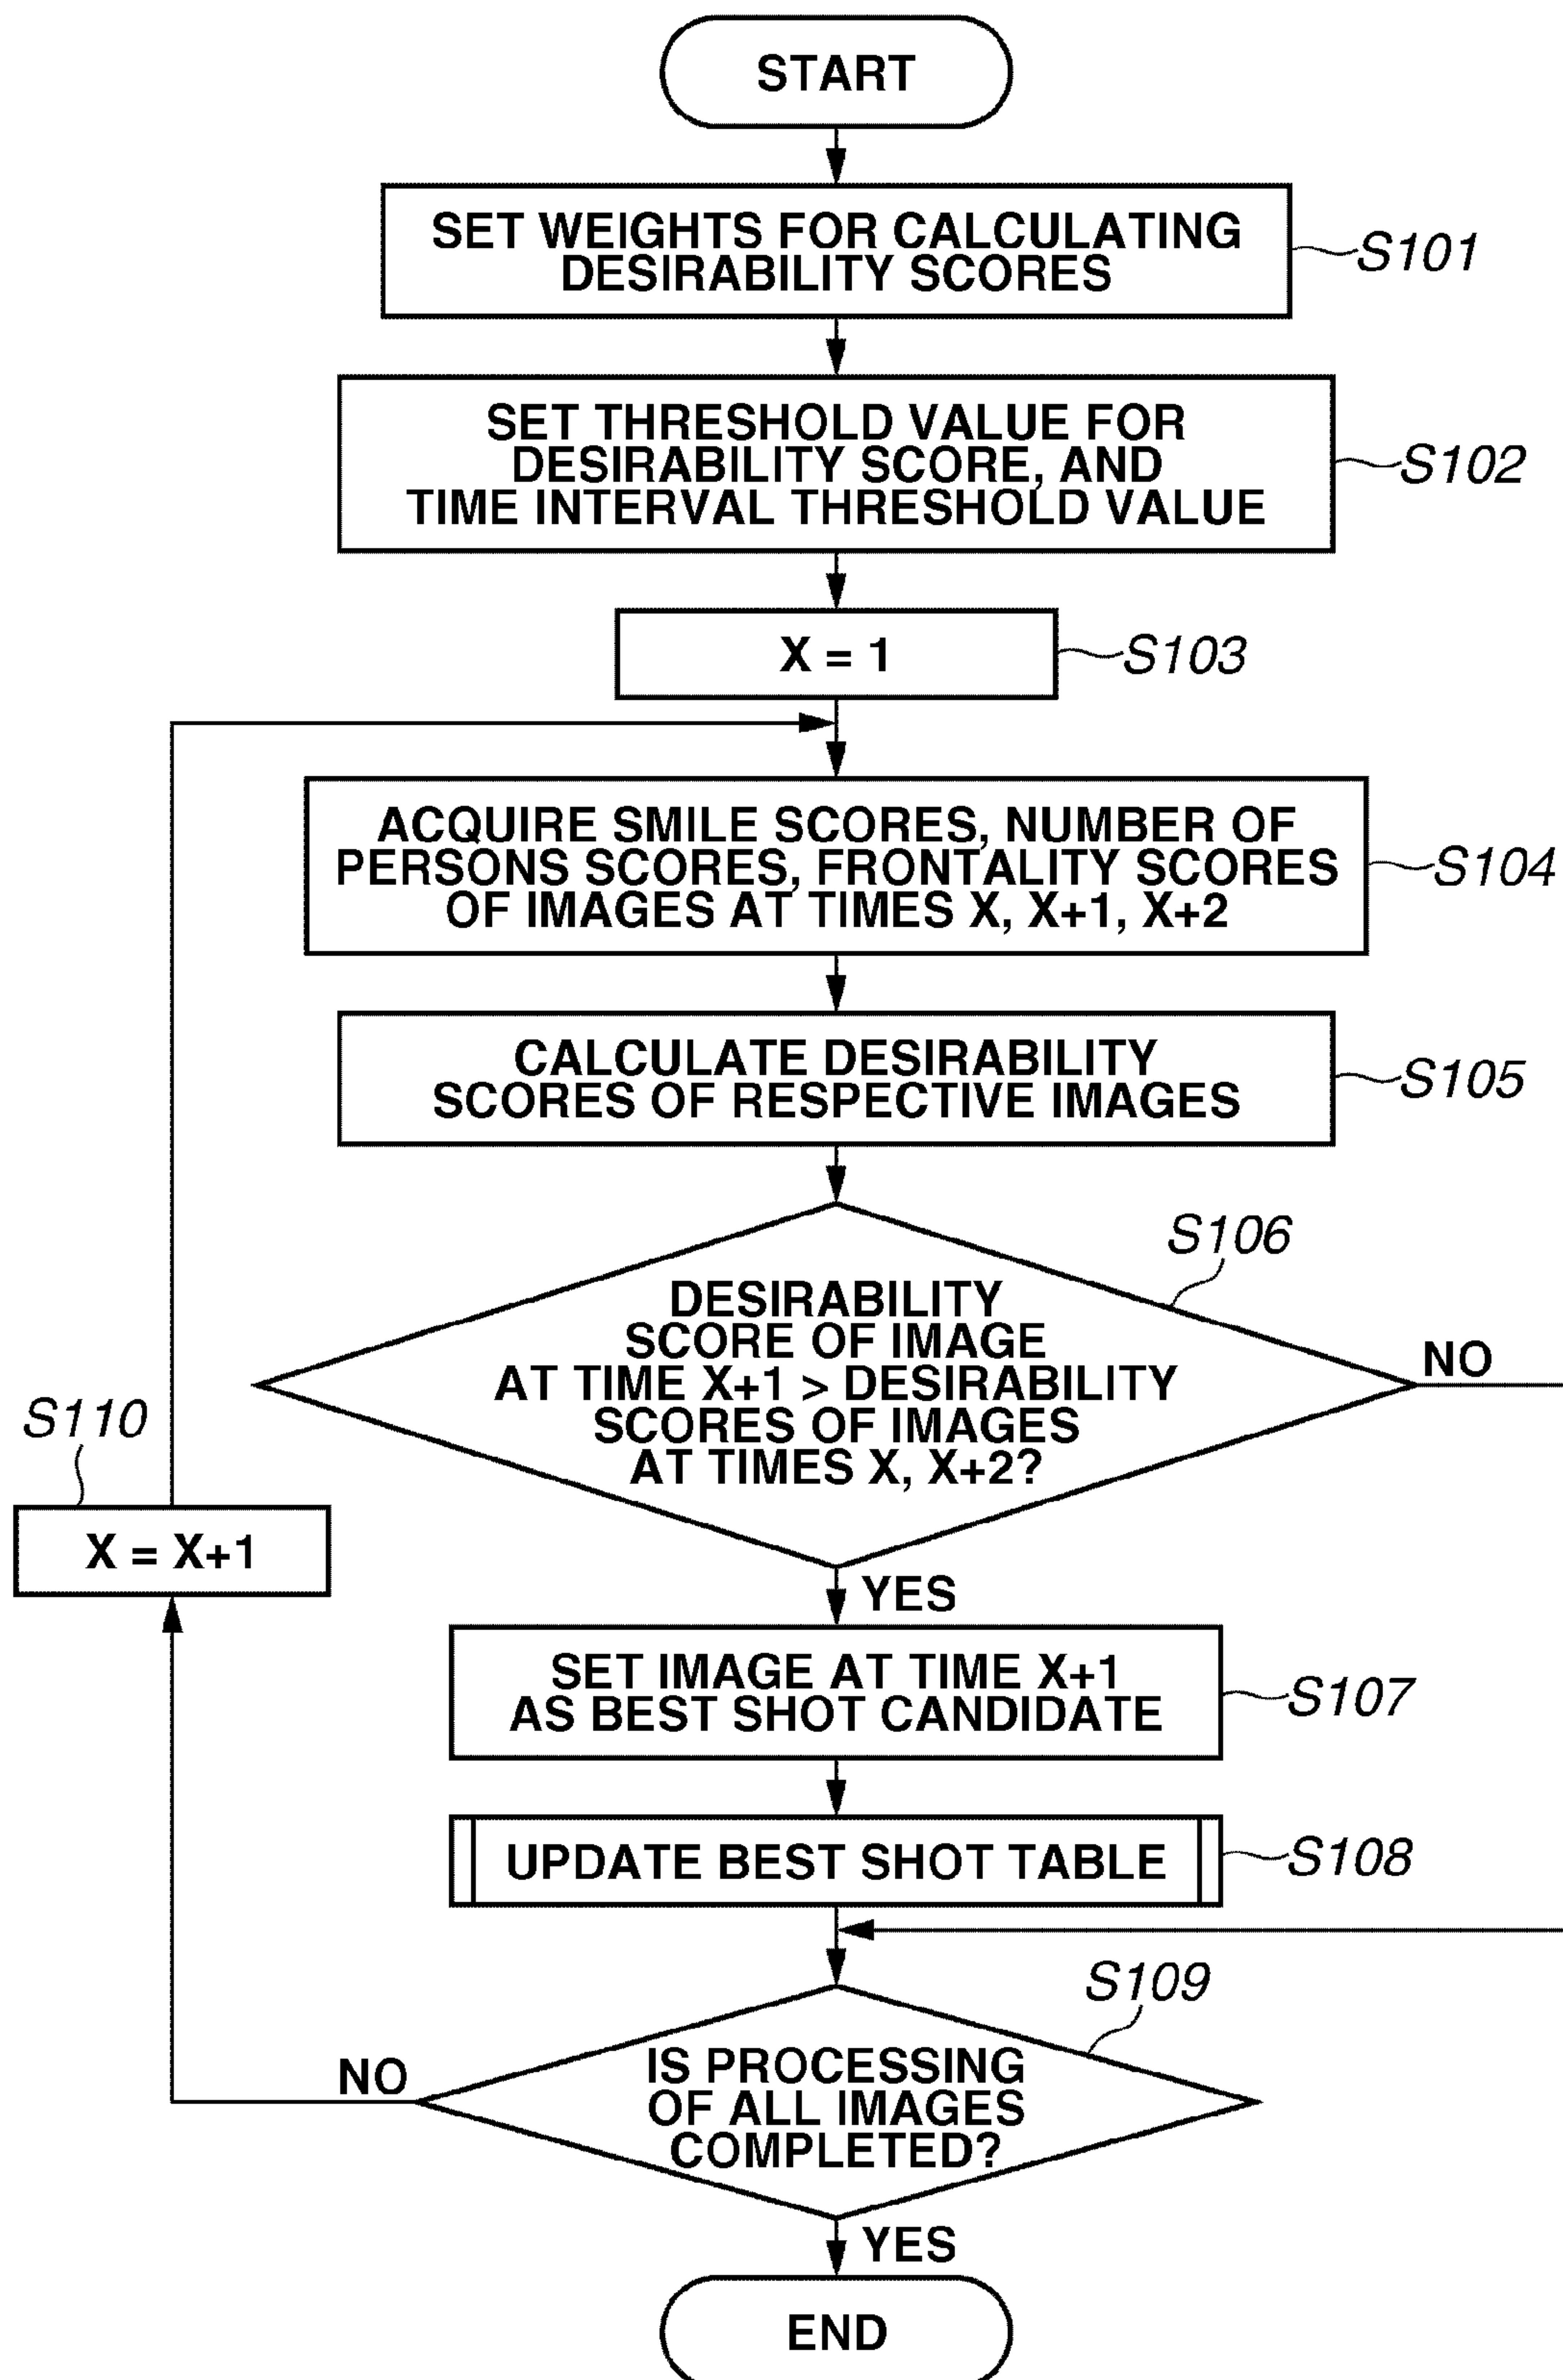 START
SET WEIGHTS FOR CALCULATING
DESIRABILITY SCORES
S101
SET THRESHOLD VALUE FOR
DESIRABILITY SCORE, AND
TIME INTERVAL THRESHOLD VALUE
S102
X = 1
S103
ACQUIRE SMILE SCORES, NUMBER OF
PERSONS SCORES, FRONTALITY SCORES
OF IMAGES AT TIMES X, X+1, X+2
S104
CALCULATE DESIRABILITY
SCORES OF RESPECTIVE IMAGES
S105
S106
DESIRABILITY
SCORE OF IMAGE
AT TIME X+1 > DESIRABILITY
SCORES OF IMAGES
AT TIMES X, X+2?
NO
S110
X = X+1
YES
SET IMAGE AT TIME X+1
AS BEST SHOT CANDIDATE
S107
UPDATE BEST SHOT TABLE
S108
S109
IS PROCESSING
OF ALL IMAGES
COMPLETED?
NO
YES
END